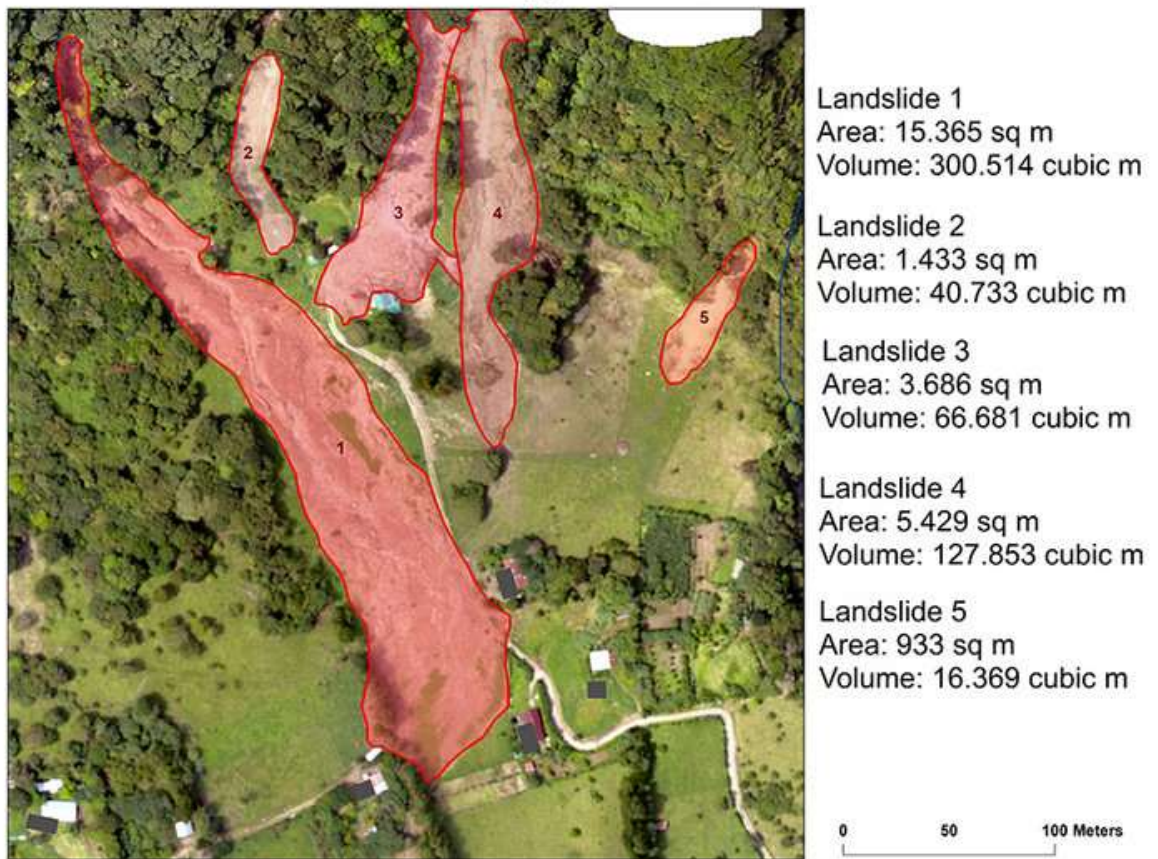 Landslide 1
Area: 15.365 sq m
Volume: 300.514 cubic m
Landslide 2
Area: 1.433 sq m
Volume: 40.733 cubic m
Landslide 3
Area: 3.686 sq m
Volume: 66.681 cubic m
Landslide 4
Area: 5.429 sq m
Volume: 127.853 cubic m
Landslide 5
Area: 933 sq m
Volume: 16.369 cubic m
2
3
4
5
1
0 50 100 Meters